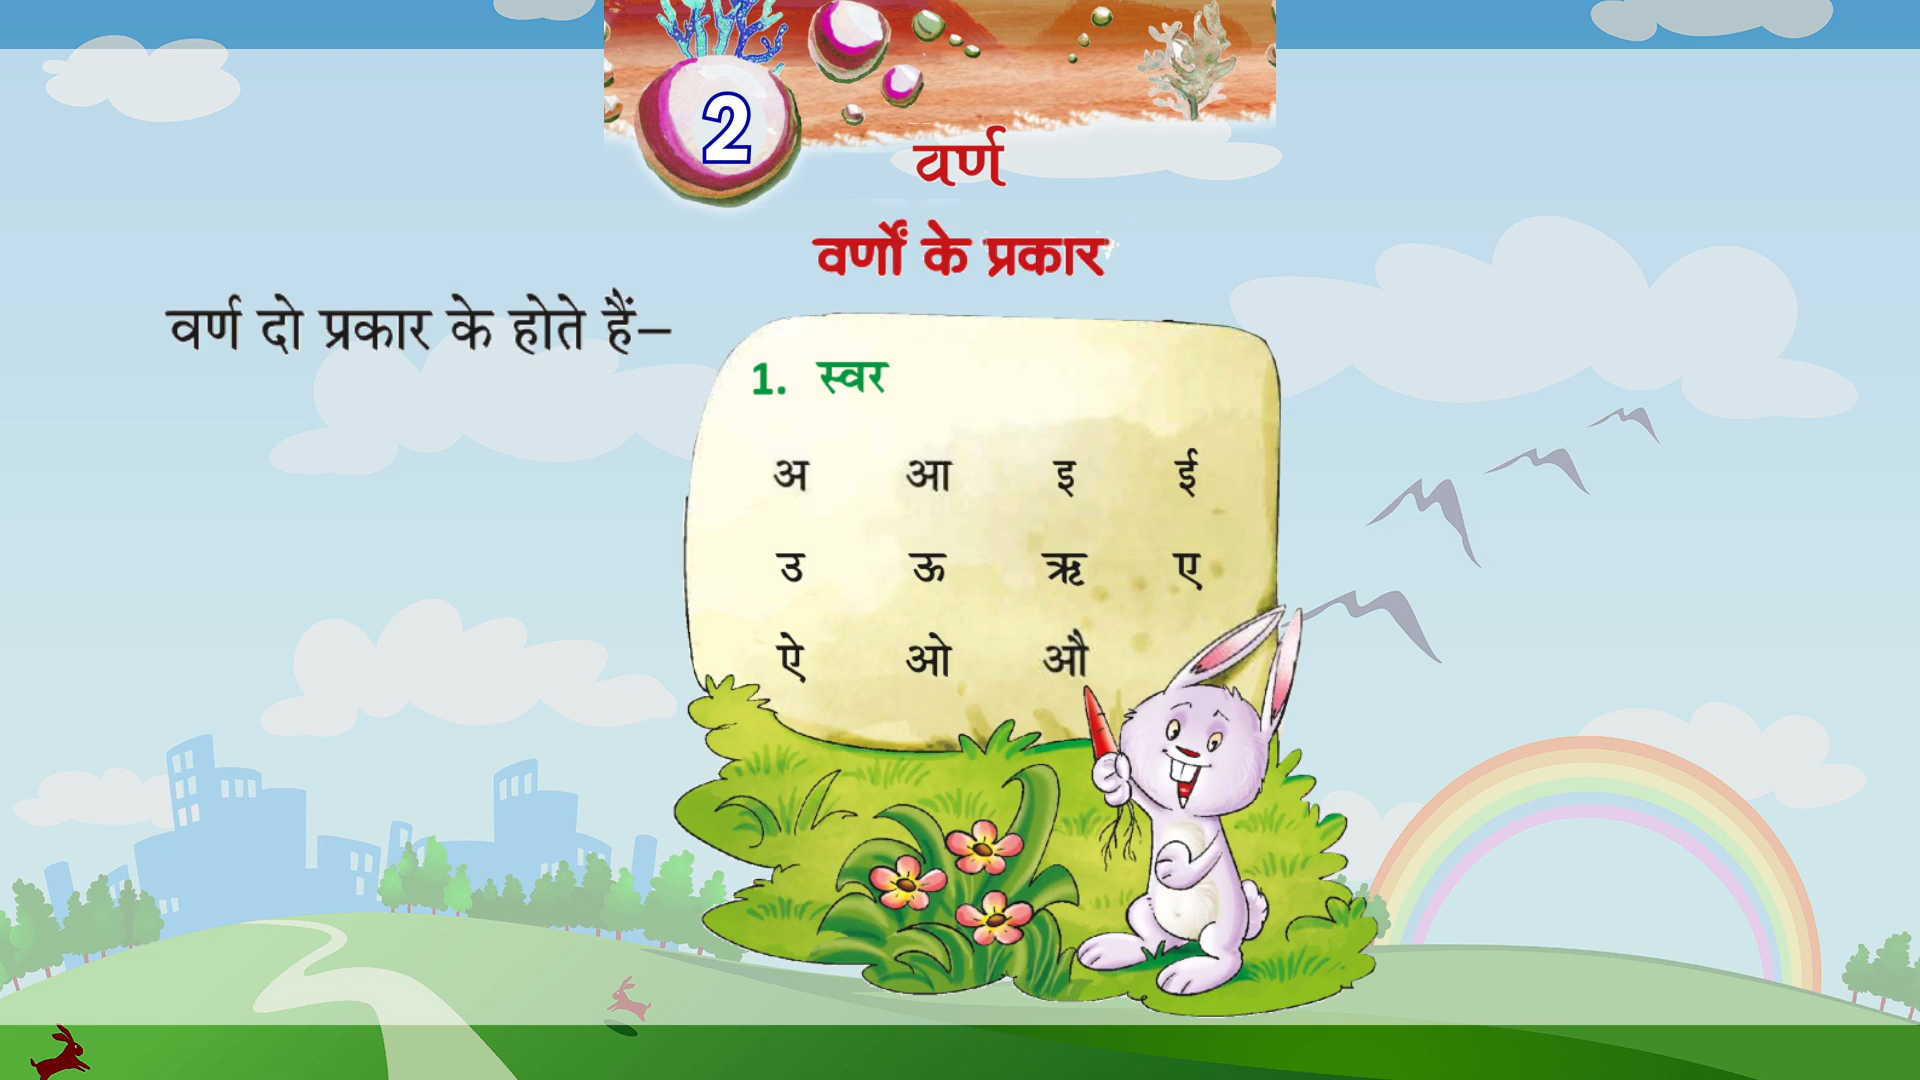 2
वर्ण
वर्णों के प्रकार
वर्ण दो प्रकार के होते हैं–
1. स्वर
अ आ इ ई
उ ऊ ऋ ए
ऐ ओ औ